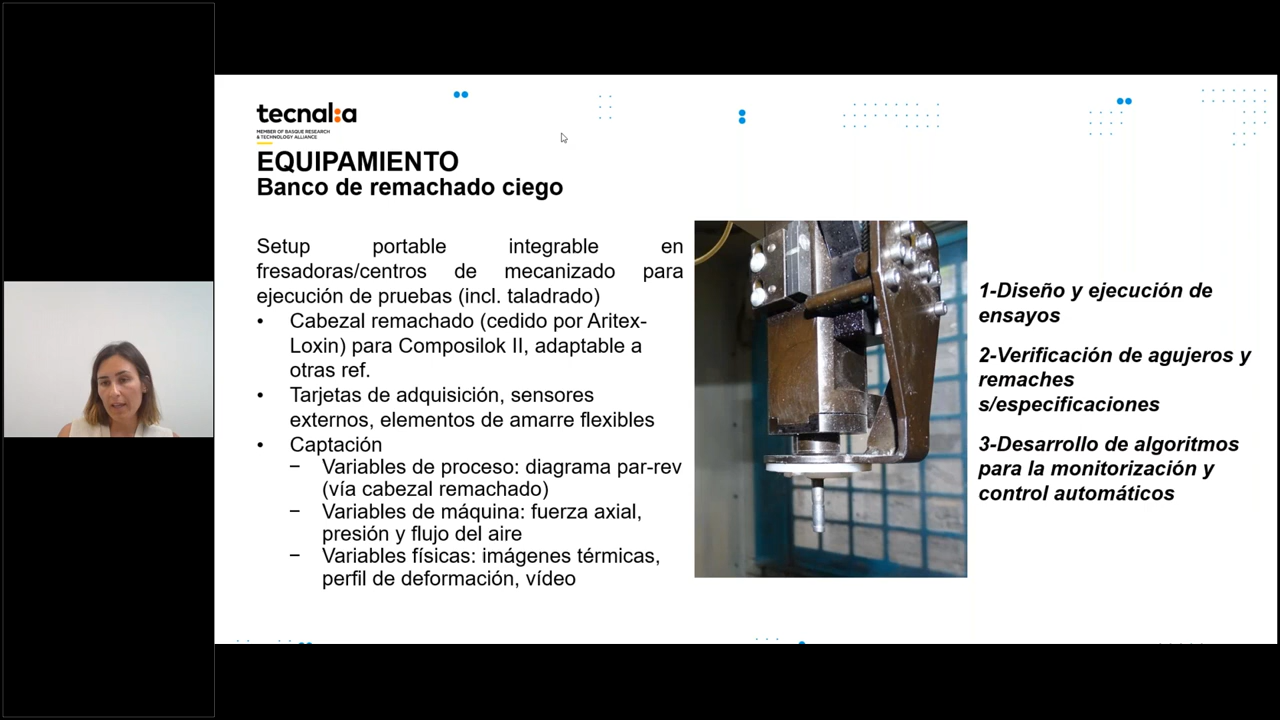 tecnal:a
MEMBER OF BASQUE RESEARCH
& TECHNOLOGY ALLIANCE
EQUIPAMIENTO
Banco de remachado ciego
Setup portable integrable en
fresadoras/centros de mecanizado para
ejecución de pruebas (incl. taladrado)
• Cabezal remachado (cedido por Aritex-
Loxin) para Composilok II, adaptable a
otras ref.
• Tarjetas de adquisición, sensores
externos, elementos de amarre flexibles
• Captación
– Variables de proceso: diagrama par-rev
(vía cabezal remachado)
– Variables de máquina: fuerza axial,
presión y flujo del aire
– Variables físicas: imágenes térmicas,
perfil de deformación, vídeo
1-Diseño y ejecución de
ensayos
2-Verificación de agujeros y
remaches
s/especificaciones
3-Desarrollo de algoritmos
para la monitorización y
control automáticos